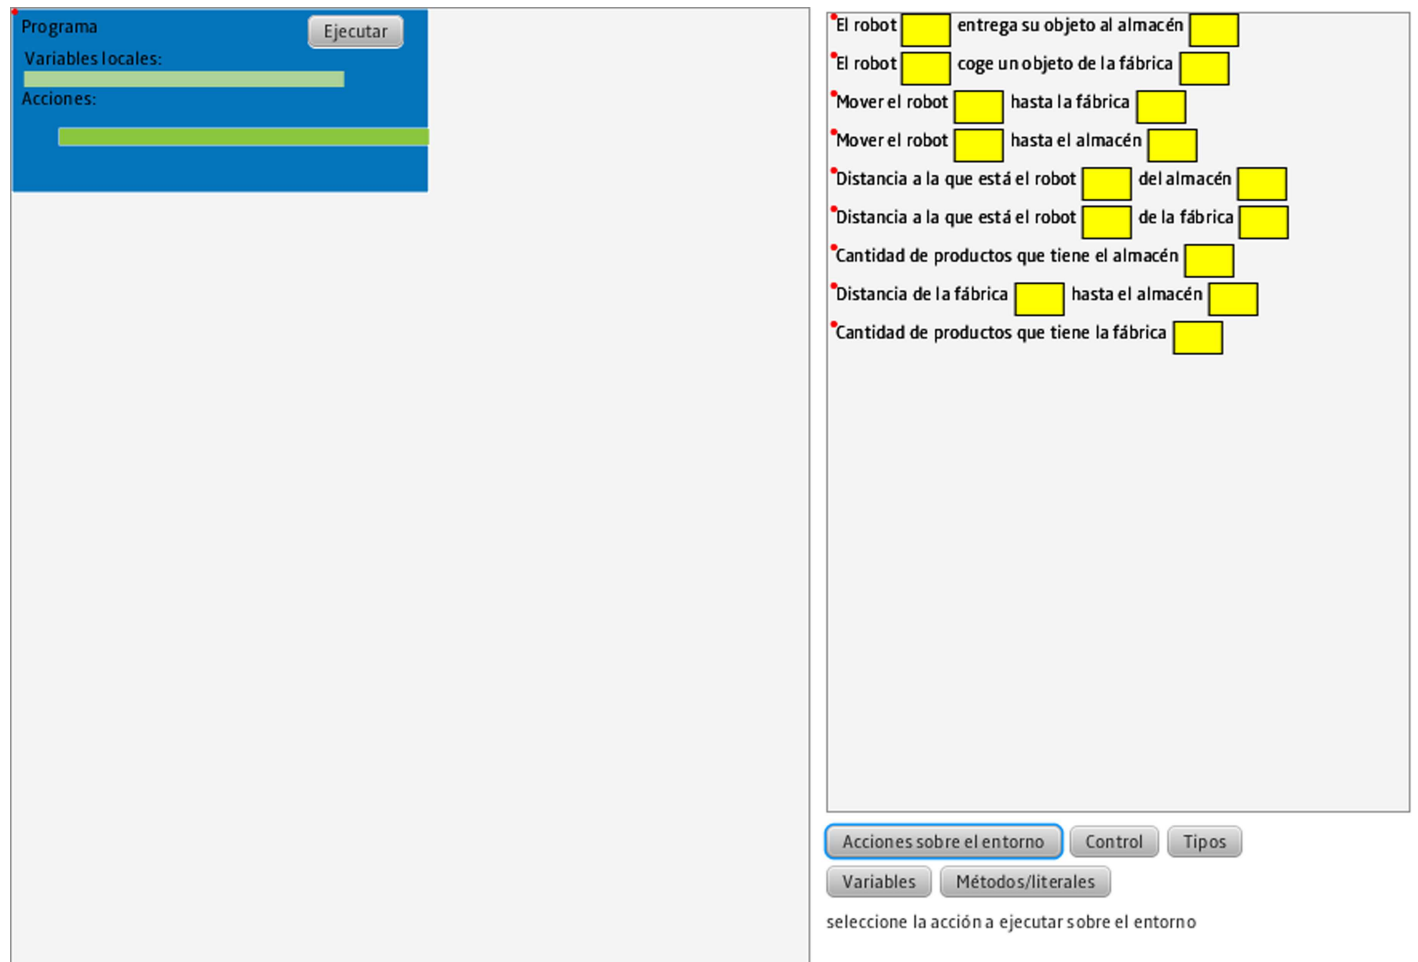 Programa
Ejecutar
Variables locales:
Acciones:
El robot entrega su objeto al almacén
El robot coge un objeto de la fábrica
Mover el robot hasta la fábrica
Mover el robot hasta el almacén
Distancia a la que está el robot del almacén
Distancia a la que está el robot de la fábrica
Cantidad de productos que tiene el almacén
Distancia de la fábrica hasta el almacén
Cantidad de productos que tiene la fábrica
Acciones sobre el entorno Control Tipos
Variables Métodos/literales
seleccione la acción a ejecutar sobre el entorno